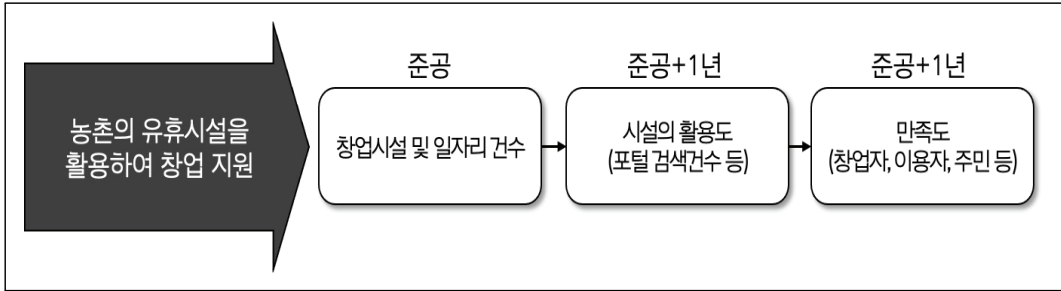 농촌의 유휴시설을
활용하여 창업 지원
준공
창업시설 및 일자리 건수
준공+1년
시설의 활용도
(포털 검색건수 등)
준공+1년
만족도
(창업자, 이용자, 주민 등)